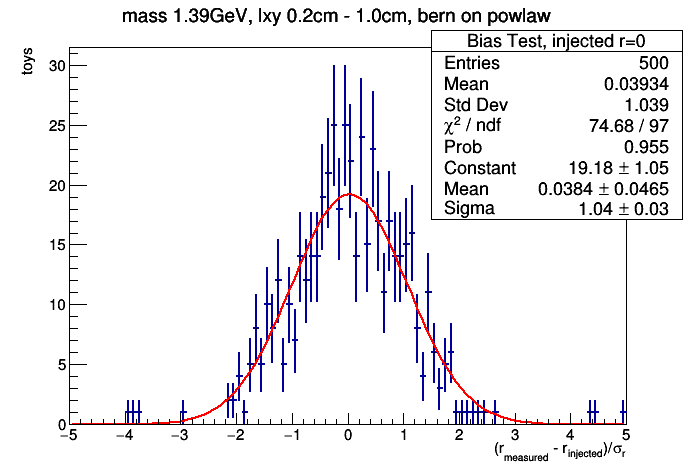 mass 1.39GeV, lxy 0.2cm - 1.0cm, bern on powlaw
toys
Bias Test, injected r=0
Entries 500
Mean 0.03934
Std Dev 1.039
χ² / ndf 74.68 / 97
Prob 0.955
Constant 19.18 ± 1.05
Mean 0.0384 ± 0.0465
Sigma 1.04 ± 0.03
30
25
20
15
10
5
0
−5 −4 −3 −2 −1 0 1 2 3 4 5
(r_measured - r_injected)/σ_r